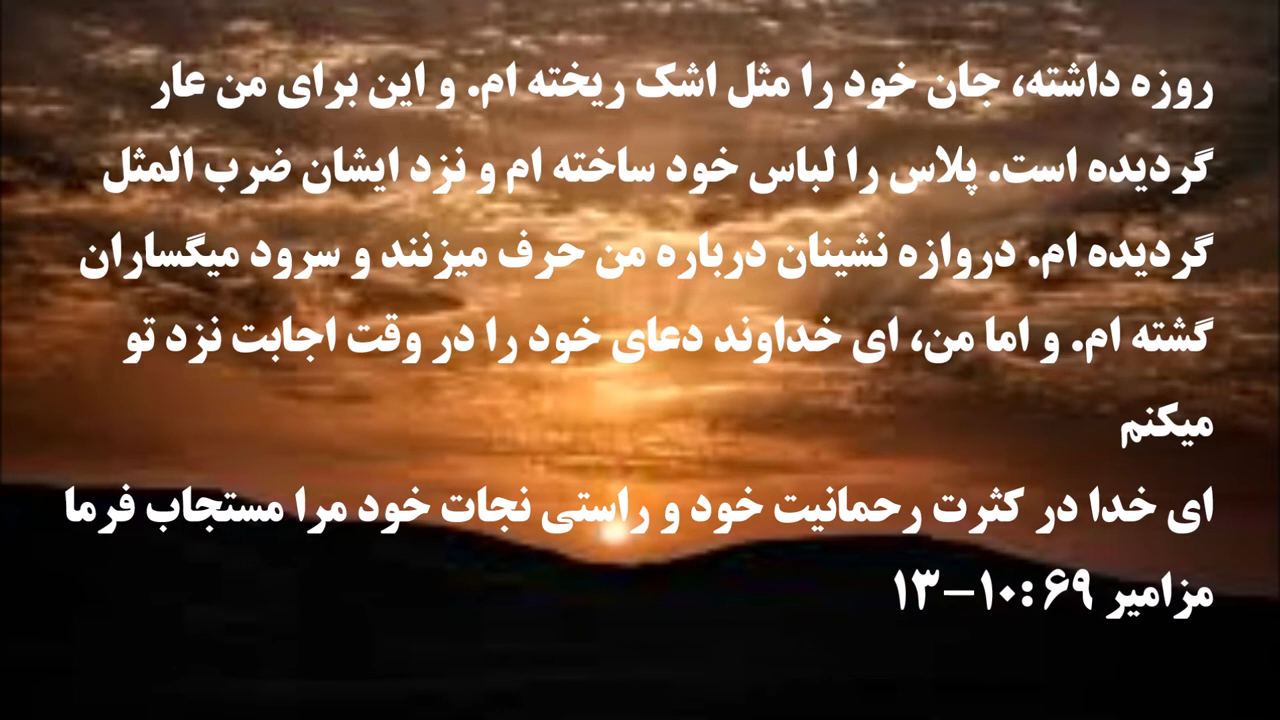 روزه داشته، جان خود را مثل اشک ریخته ام. و این برای من عار
گردیده است. پلاس را لباس خود ساخته ام و نزد ایشان ضرب المثل
گردیده ام. دروازه نشینان درباره من حرف میزنند و سرود میگساران
گشته ام. و اما من، ای خداوند دعای خود را در وقت اجابت نزد تو
میکنم
ای خدا در کثرت رحمانیت خود و راستی نجات خود مرا مستجاب فرما
مزامیر ۶۹:۱۰-۱۳